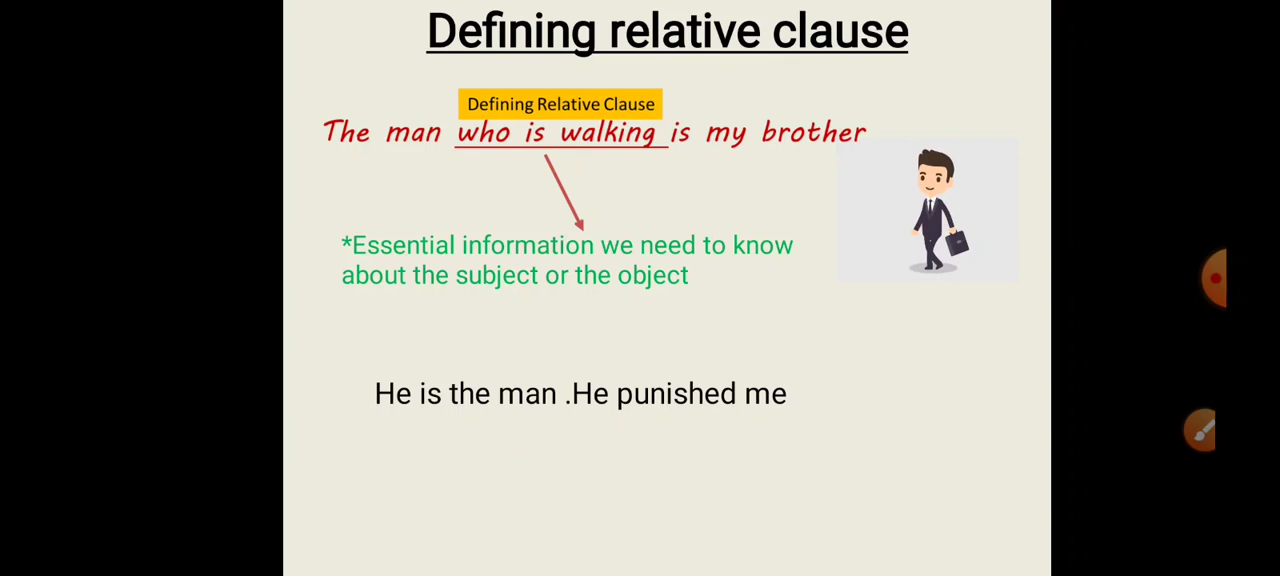 Defining relative clause
Defining Relative Clause
The man who is walking is my brother
*Essential information we need to know
about the subject or the object
He is the man .He punished me